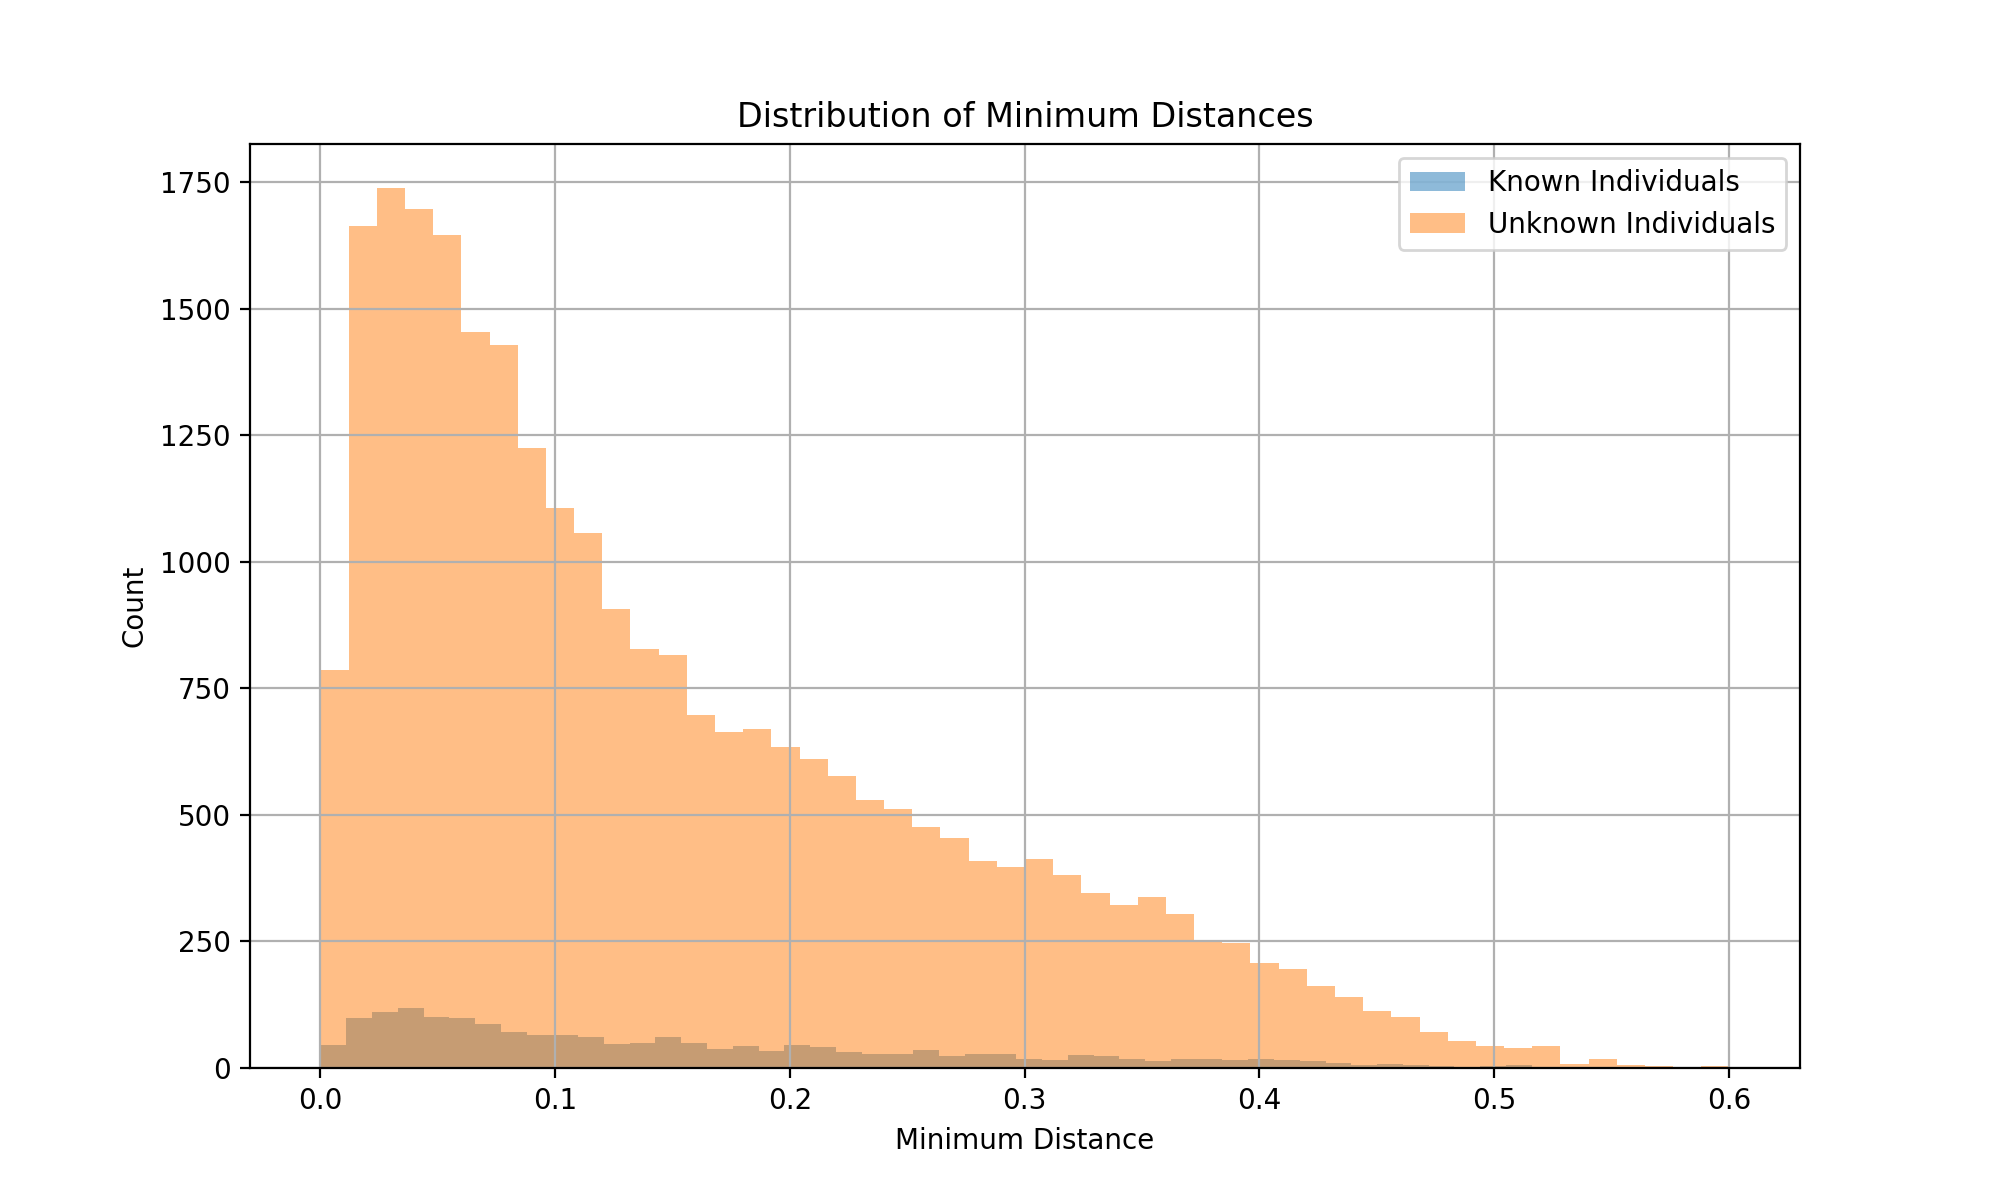 Distribution of Minimum Distances
Known Individuals
Unknown Individuals
1750
1500
1250
1000
750
500
250
0
Count
0.0 0.1 0.2 0.3 0.4 0.5 0.6
Minimum Distance